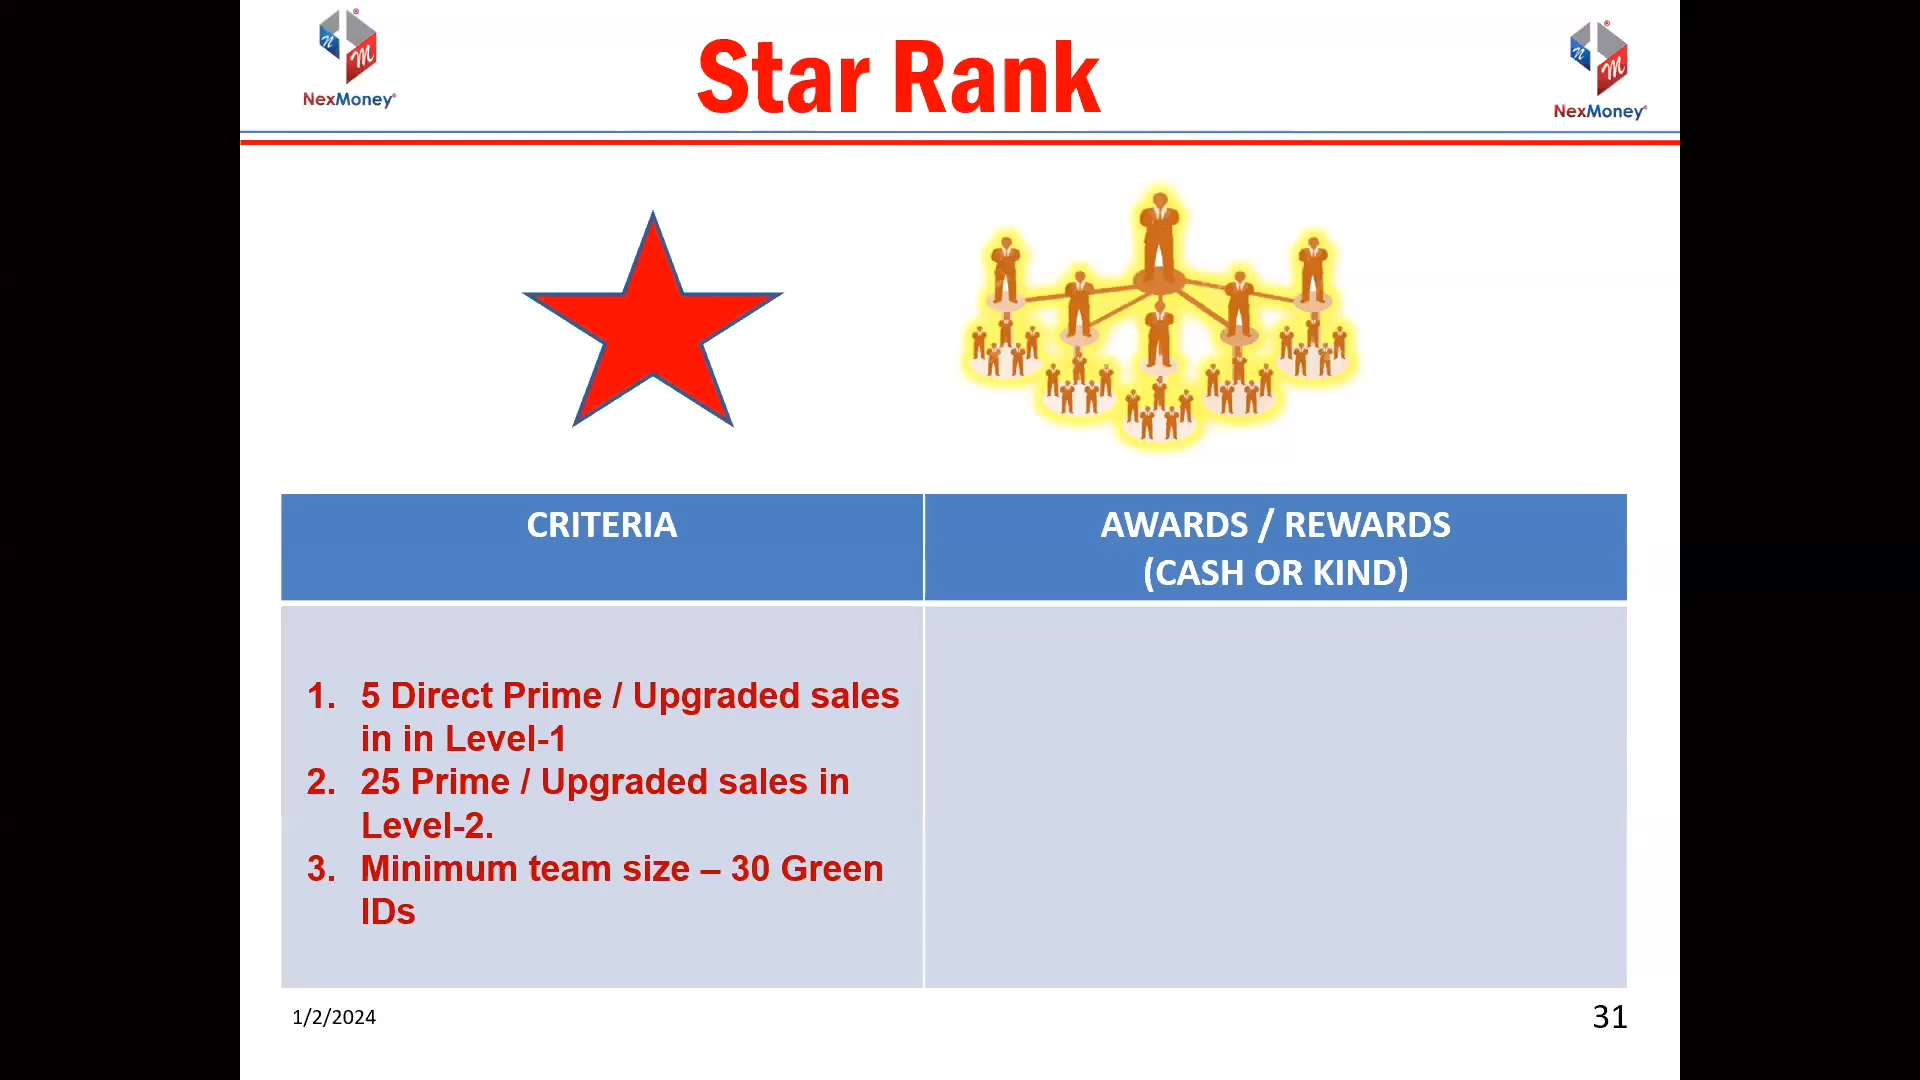 NexMoney®
Star Rank
NexMoney®
CRITERIA
AWARDS / REWARDS
(CASH OR KIND)
1. 5 Direct Prime / Upgraded sales
in in Level-1
2. 25 Prime / Upgraded sales in
Level-2.
3. Minimum team size – 30 Green
IDs
1/2/2024
31